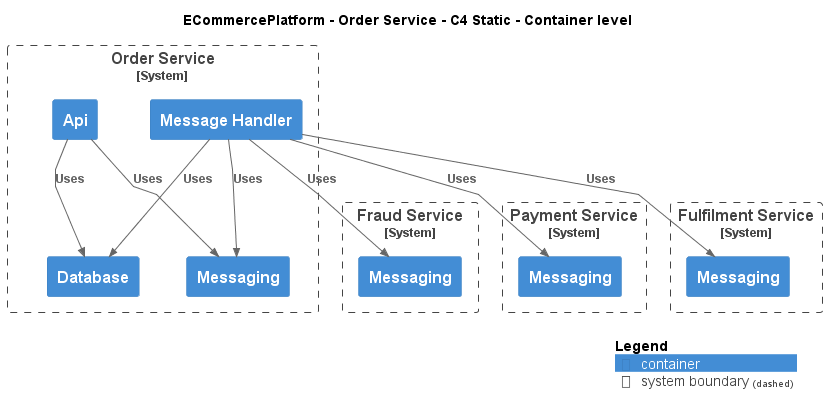 ECommercePlatform - Order Service - C4 Static - Container level
Order Service
[System]
Api
Message Handler
Uses
Uses
Uses
Uses
Uses
Uses
Uses
Fraud Service
[System]
Payment Service
[System]
Fulfilment Service
[System]
Database
Messaging
Messaging
Messaging
Messaging
Legend
container
system boundary (dashed)